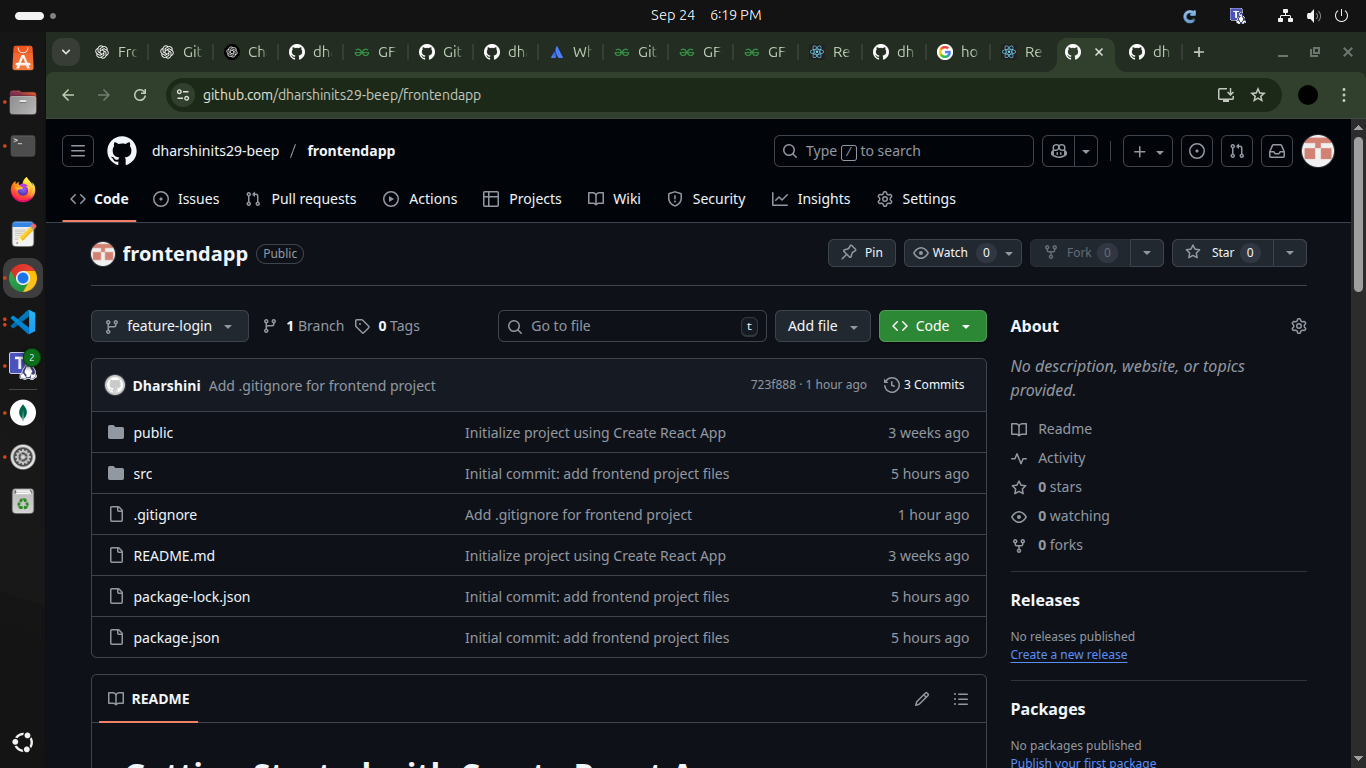 Sep 24 6:19 PM
Frc
Git
Ch
dh
GF
Git
dh
Wh
Git
GF
GF
Re
dh
ho
Re
dh
github.com/dharshinits29-beep/frontendapp
dharshinits29-beep / frontendapp
Type / to search
Code
Issues
Pull requests
Actions
Projects
Wiki
Security
Insights
Settings
frontendapp Public
Pin
Watch 0
Fork 0
Star 0
feature-login
1 Branch
0 Tags
Go to file t
Add file
Code
Dharshini Add .gitignore for frontend project 723f888 · 1 hour ago 3 Commits
public Initialize project using Create React App 3 weeks ago
src Initial commit: add frontend project files 5 hours ago
.gitignore Add .gitignore for frontend project 1 hour ago
README.md Initialize project using Create React App 3 weeks ago
package-lock.json Initial commit: add frontend project files 5 hours ago
package.json Initial commit: add frontend project files 5 hours ago
README
About
No description, website, or topics
provided.
Readme
Activity
0 stars
0 watching
0 forks
Releases
No releases published
Create a new release
Packages
No packages published
Publish your first package
2